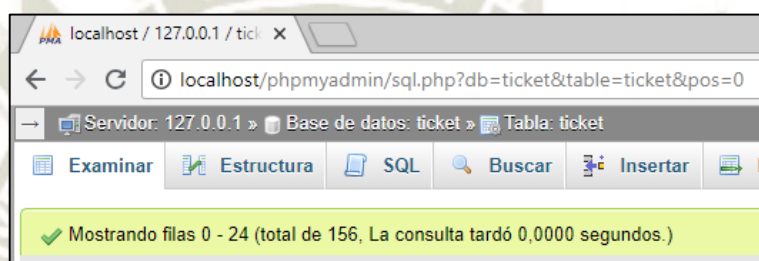 PMA localhost / 127.0.0.1 / tick
localhost/phpmyadmin/sql.php?db=ticket&table=ticket&pos=0
Servidor: 127.0.0.1 » Base de datos: ticket » Tabla: ticket
Examinar Estructura SQL Buscar Insertar
Mostrando filas 0 - 24 (total de 156, La consulta tardó 0,0000 segundos.)